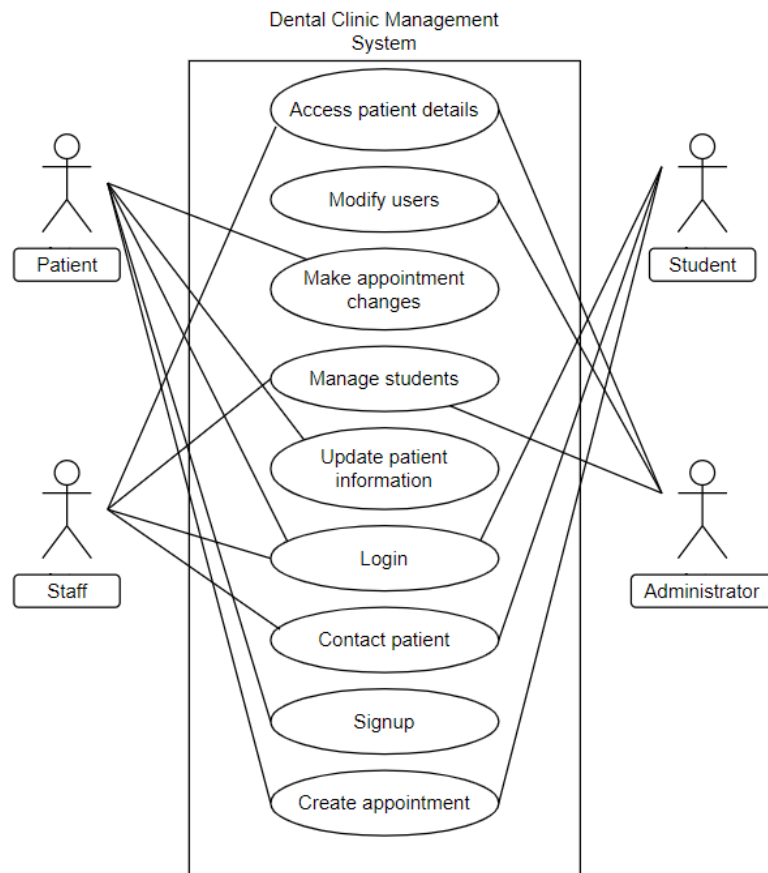 Dental Clinic Management
System
Access patient details
Modify users
Patient
Student
Make appointment
changes
Manage students
Update patient
information
Login
Staff
Administrator
Contact patient
Signup
Create appointment